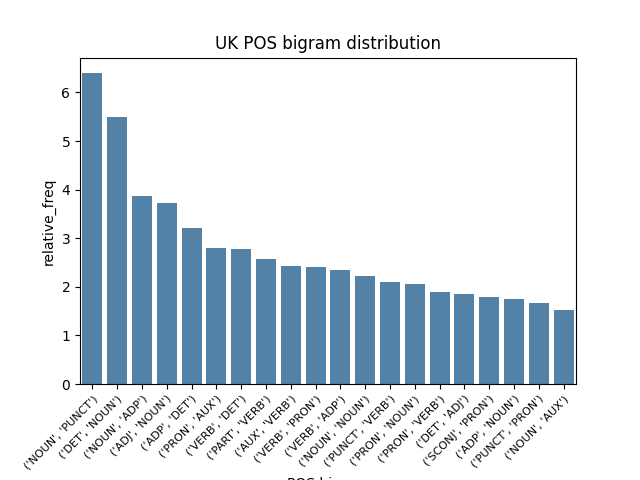 UK POS bigram distribution
relative_freq
6
5
4
3
2
1
0
('NOUN', 'PUNCT')
('DET', 'NOUN')
('NOUN', 'ADP')
('ADJ', 'NOUN')
('ADP', 'DET')
('PRON', 'AUX')
('VERB', 'DET')
('PART', 'VERB')
('AUX', 'VERB')
('VERB', 'PRON')
('VERB', 'ADP')
('NOUN', 'NOUN')
('PUNCT', 'VERB')
('PRON', 'NOUN')
('PRON', 'VERB')
('DET', 'ADJ')
('SCONJ', 'PRON')
('ADP', 'NOUN')
('PUNCT', 'PRON')
('NOUN', 'AUX')